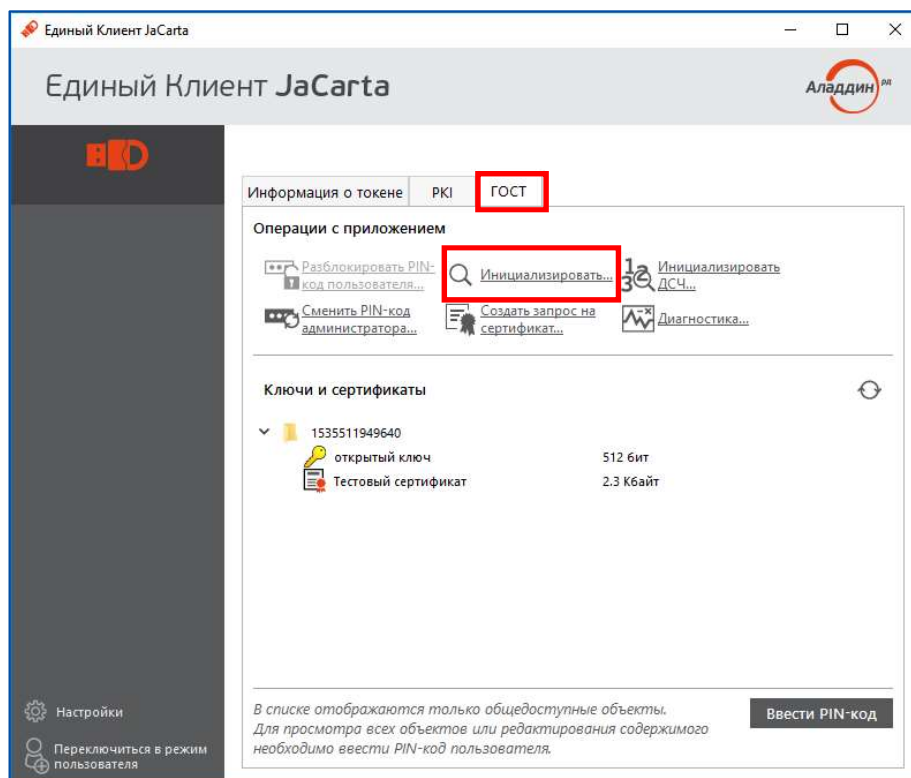 Единый Клиент JaCarta
Единый Клиент JaCarta
Аладдин РД
Информация о токене
PKI
ГОСТ
Операции с приложением
Разблокировать PIN-
код пользователя...
Инициализировать...
Инициализировать
ДСЧ...
Сменить PIN-код
администратора...
Создать запрос на
сертификат...
Диагностика...
Ключи и сертификаты
1535511949640
открытый ключ
512 бит
Тестовый сертификат
2.3 Кбайт
Настройки
Переключиться в режим
пользователя
В списке отображаются только общедоступные объекты.
Для просмотра всех объектов или редактирования содержимого
необходимо ввести PIN-код пользователя.
Ввести PIN-код